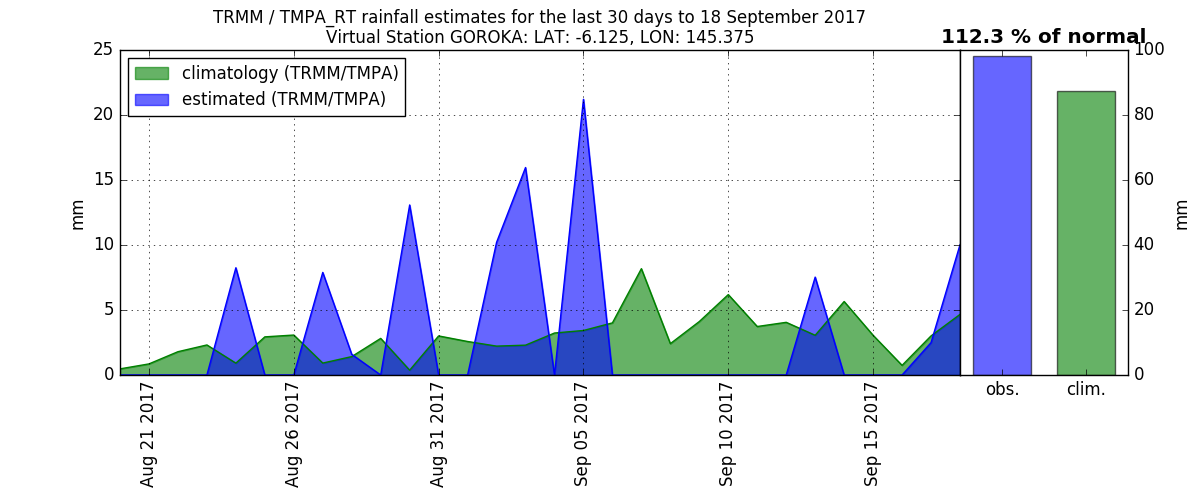 TRMM / TMPA_RT rainfall estimates for the last 30 days to 18 September 2017
Virtual Station GOROKA: LAT: -6.125, LON: 145.375
112.3 % of normal
climatology (TRMM/TMPA)
estimated (TRMM/TMPA)
25
20
15
10
5
0
mm
Aug 21 2017
Aug 26 2017
Aug 31 2017
Sep 05 2017
Sep 10 2017
Sep 15 2017
obs.
clim.
100
80
60
40
20
0
mm